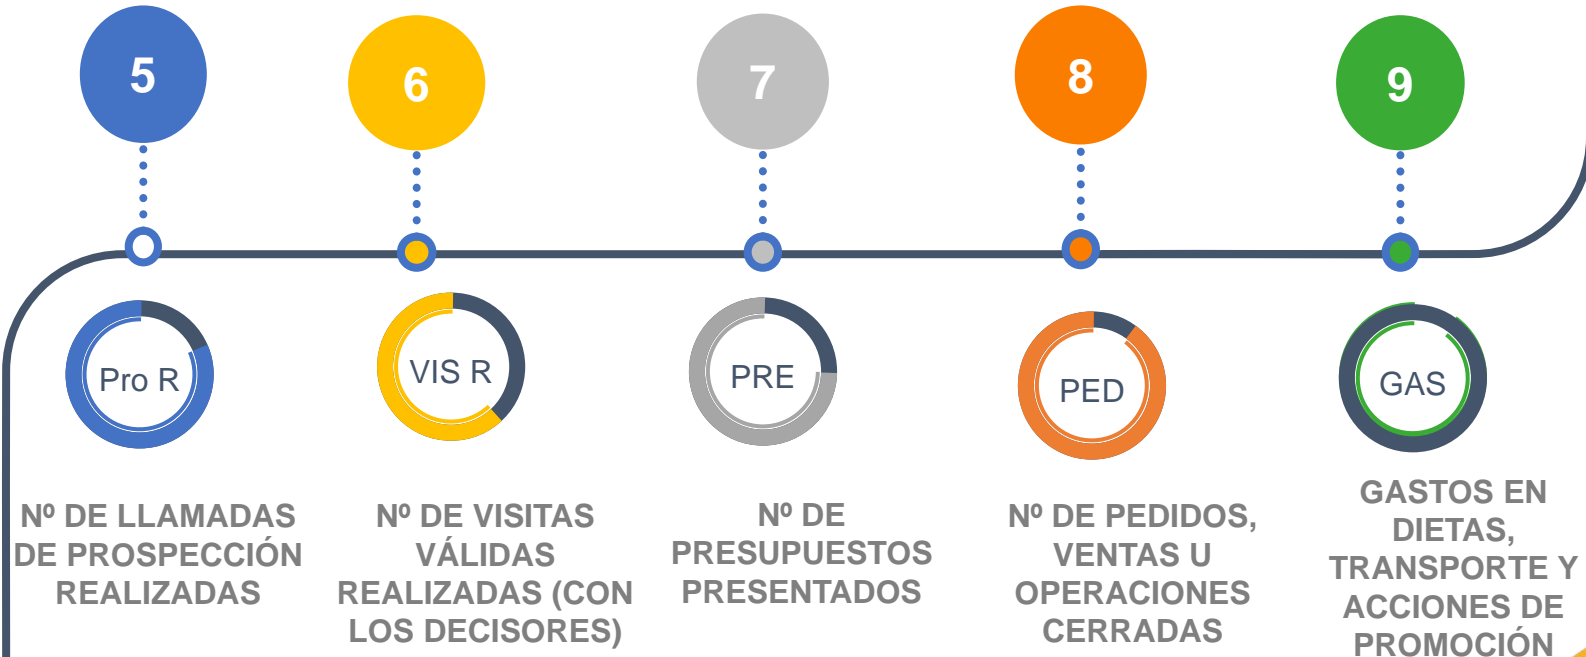 5
6
7
8
9
Pro R
VIS R
PRE
PED
GAS
Nº DE LLAMADAS
DE PROSPECCIÓN
REALIZADAS
Nº DE VISITAS
VÁLIDAS
REALIZADAS (CON
LOS DECISORES)
Nº DE
PRESUPUESTOS
PRESENTADOS
Nº DE PEDIDOS,
VENTAS U
OPERACIONES
CERRADAS
GASTOS EN
DIETAS,
TRANSPORTE Y
ACCIONES DE
PROMOCIÓN